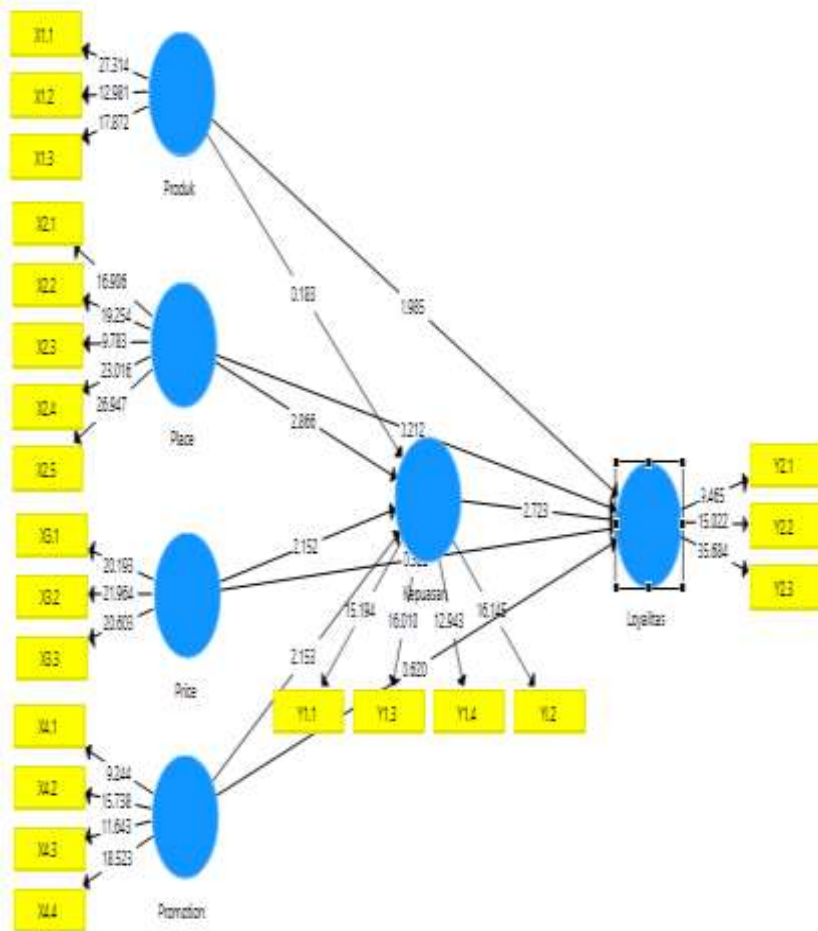 X1.1
27.314
X1.2
12.981
17.872
X1.3
Produk
X2.1
16.906
X2.2
19.254
X2.3
9.783
23.016
X2.4
26.947
X2.5
Place
0.183
1.985
2.866
3.212
X3.1
20.193
X3.2
21.964
20.603
X3.3
Price
2.152
2.723
Kepuasan
15.194
16.010
12.943
16.145
Y1.1
Y1.3
Y1.4
Y1.2
2.153
0.620
Loyalitas
Y2.1
9.465
Y2.2
15.022
35.684
Y2.3
X4.1
9.244
X4.2
15.738
11.643
X4.3
18.523
X4.4
Promotion